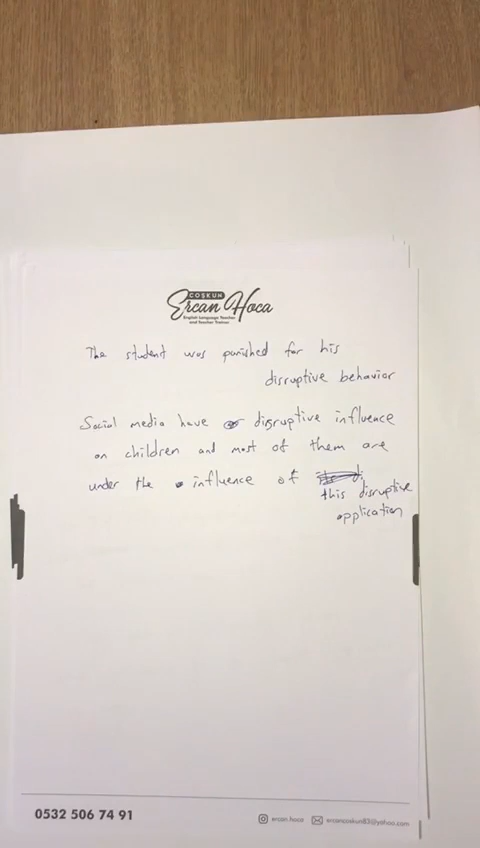 COSKUN
Ercan Hoca
English Language Teacher
and Teacher Trainer
The student was punished for his
disruptive behavior
Social media have disruptive influence
on children and most of them are
under the influence of
this disruptive
application
0532 506 74 91
ercan.hoca
ercancoskun83@yahoo.com